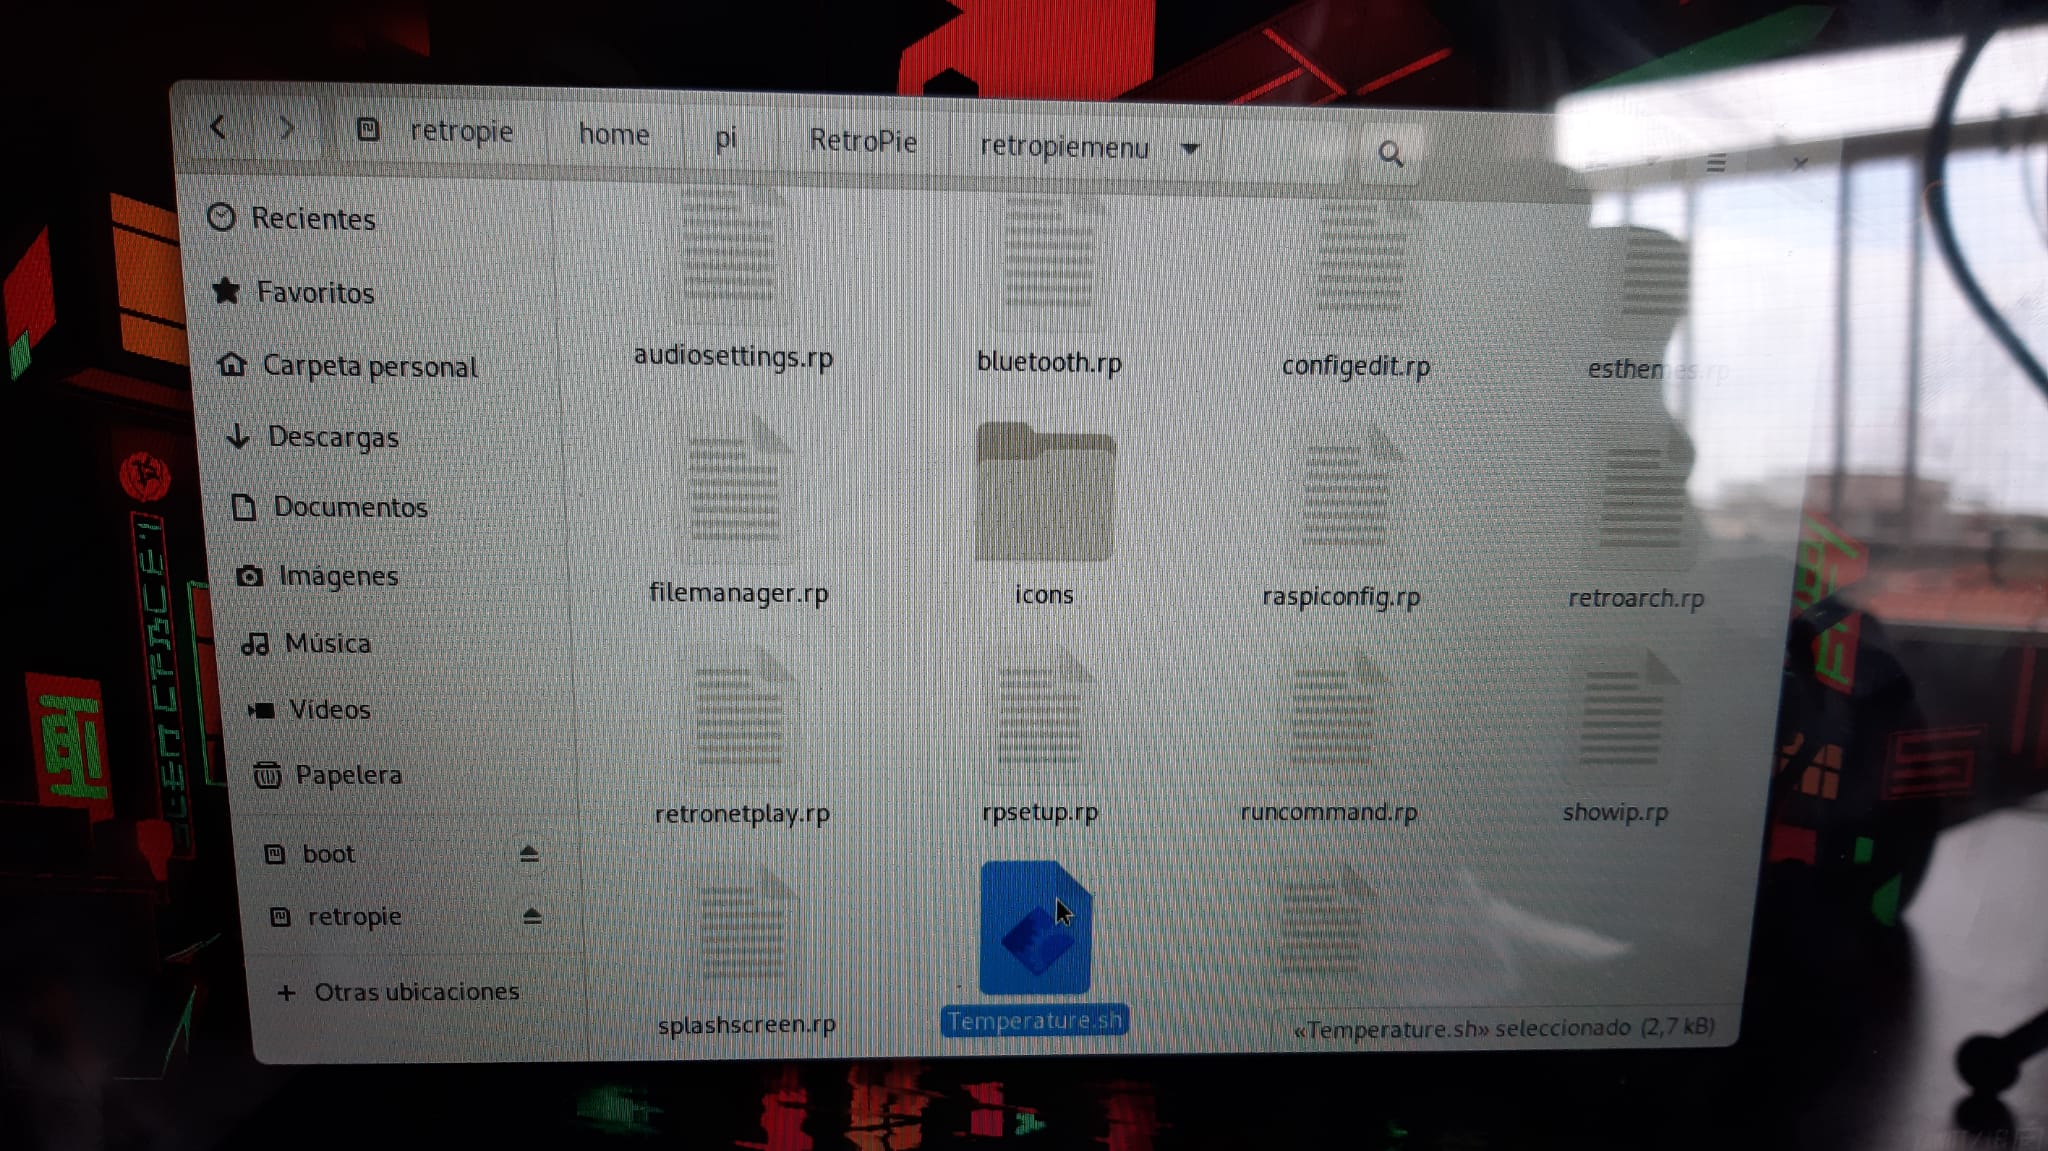 retropie home pi RetroPie retropiemenu
Recientes
Favoritos
Carpeta personal
Descargas
Documentos
Imágenes
Música
Vídeos
Papelera
boot
retropie
Otras ubicaciones
audiosettings.rp bluetooth.rp configedit.rp esthemes.rp
filemanager.rp icons raspiconfig.rp retroarch.rp
retronetplay.rp rpsetup.rp runcommand.rp showip.rp
splashscreen.rp Temperature.sh
«Temperature.sh» seleccionado (2,7 kB)